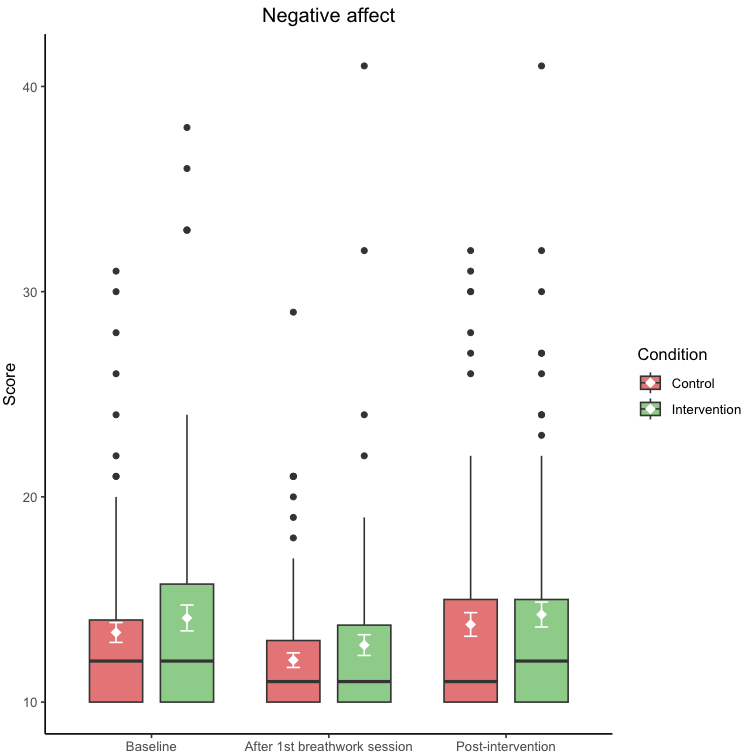 Negative affect
Score
40
30
20
10
Baseline
After 1st breathwork session
Post-intervention
Condition
Control
Intervention